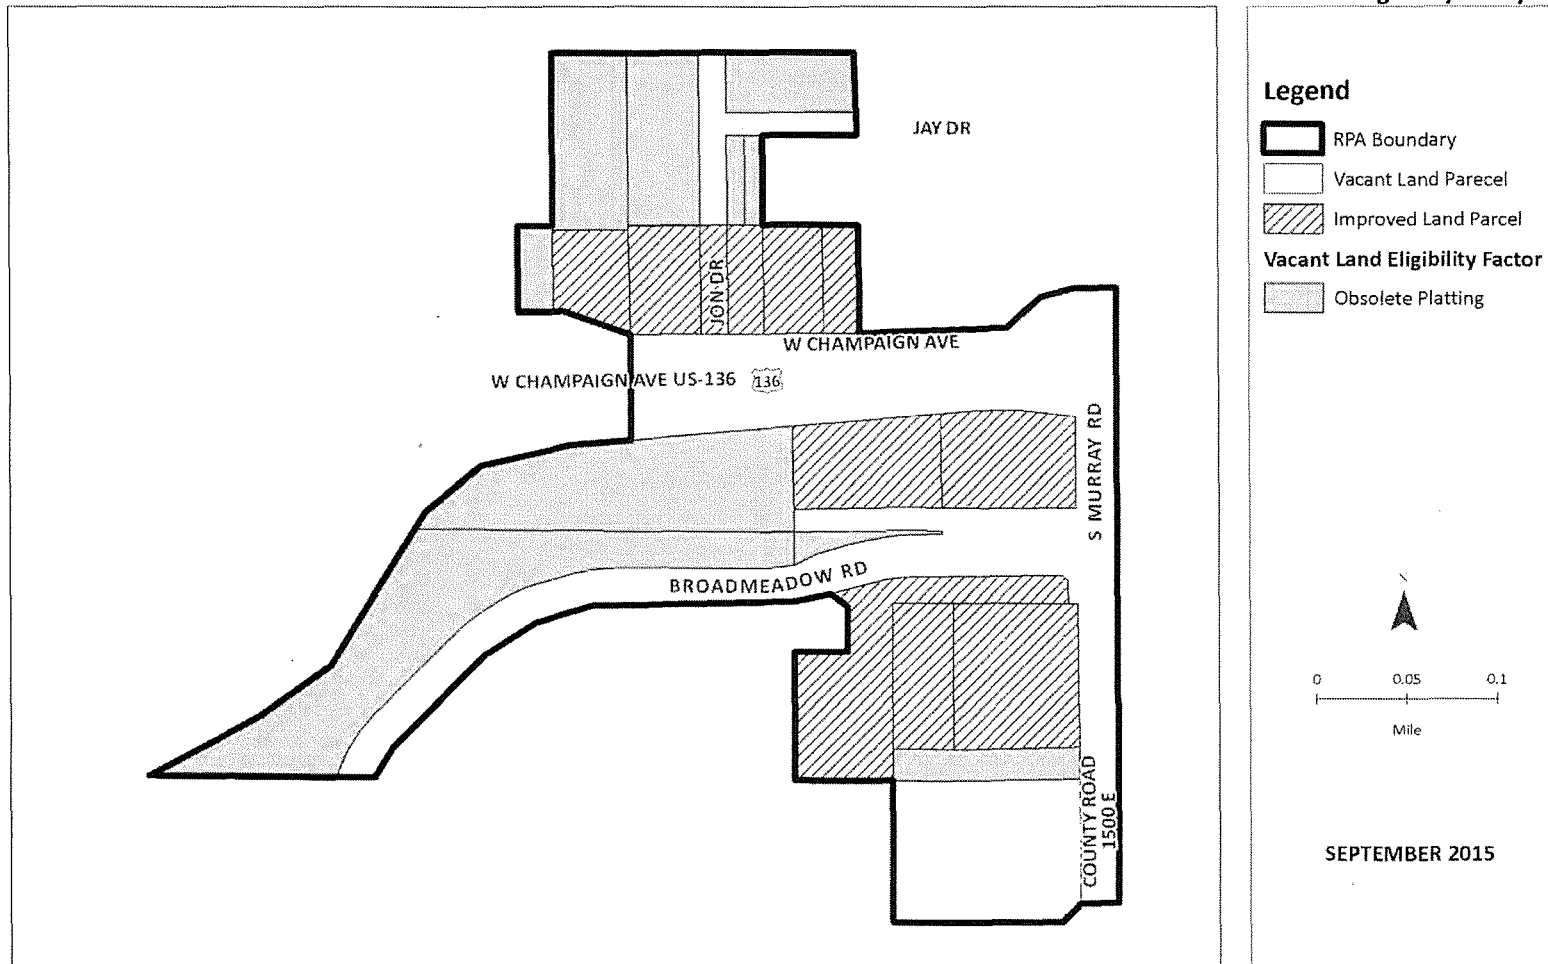 JAY DR
JON DR
W CHAMPAIGN AVE
W CHAMPAIGN AVE US-136
136
S MURRAY RD
BROADMEADOW RD
COUNTY ROAD
1500 E
Legend
RPA Boundary
Vacant Land Parecel
Improved Land Parcel
Vacant Land Eligibility Factor
Obsolete Platting
N
0 0.05 0.1
Mile
SEPTEMBER 2015